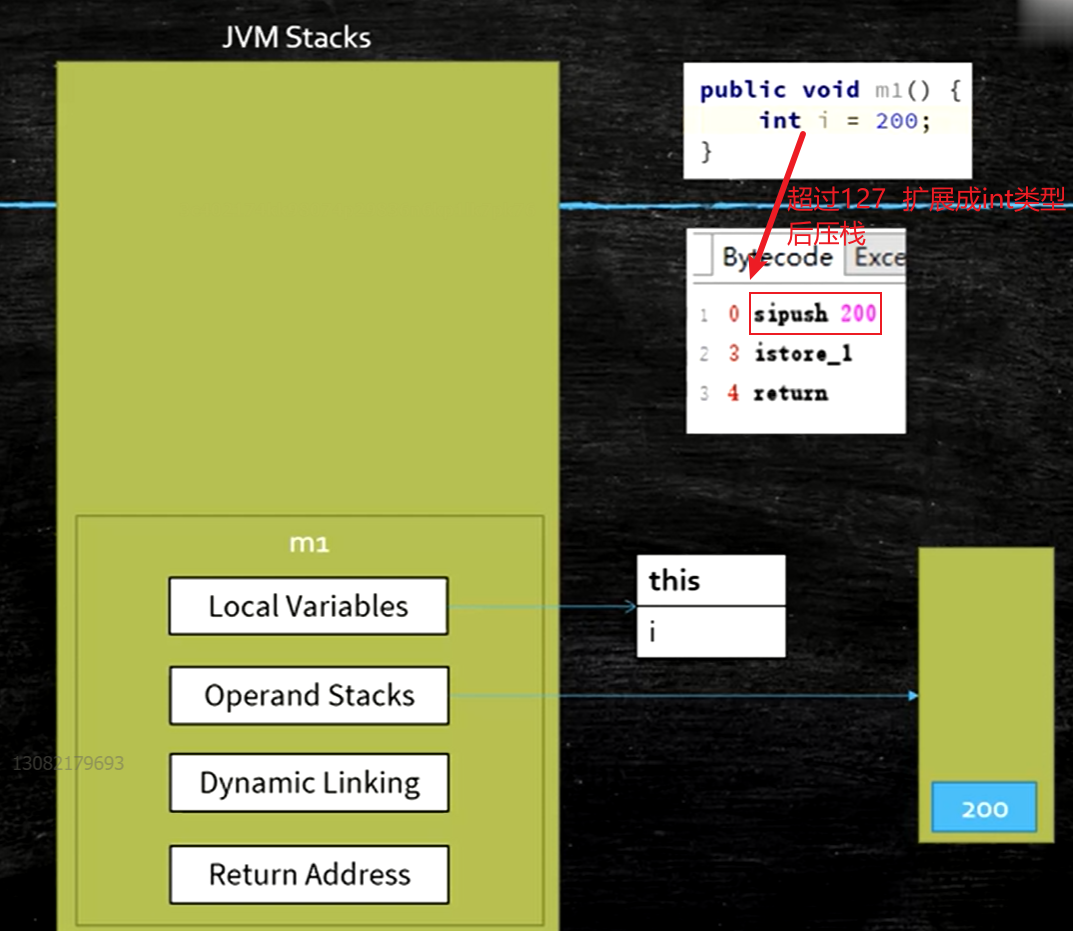 JVM Stacks
public void m1() {
int i = 200;
}
超过127 扩展成int类型
后压栈
Bytecode Exce
1 0 sipush 200
2 3 istore_1
3 4 return
m1
Local Variables
this
i
Operand Stacks
Dynamic Linking
13082179693
200
Return Address